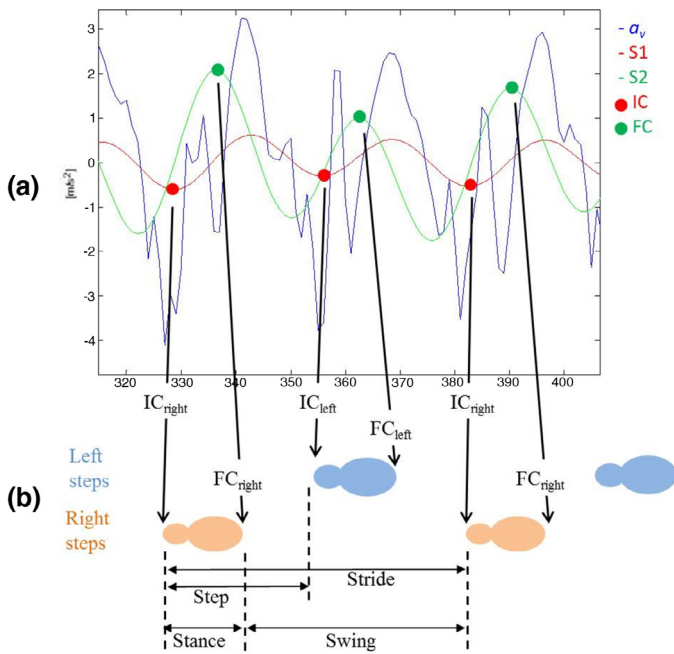 (a)
[m/s²]
3
2
1
0
-1
-2
-3
-4
- aᵥ
- S1
- S2
IC
FC
320 330 340 350 360 370 380 390 400
IC_right IC_left IC_right
FC_left
(b)
Left
steps
FC_right FC_right
Right
steps
Stride
Step
Stance Swing